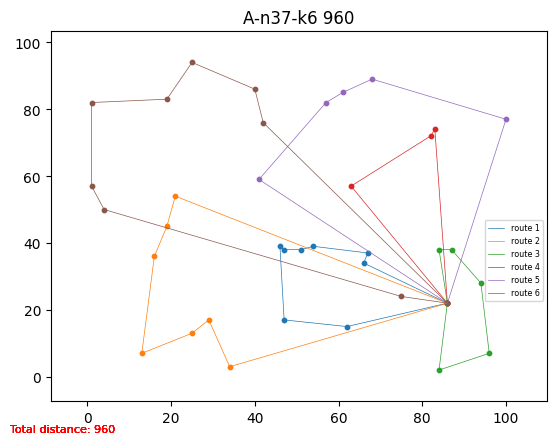 A-n37-k6 960
100
80
60
40
20
0
route 1
route 2
route 3
route 4
route 5
route 6
0 20 40 60 80 100
Total distance: 960